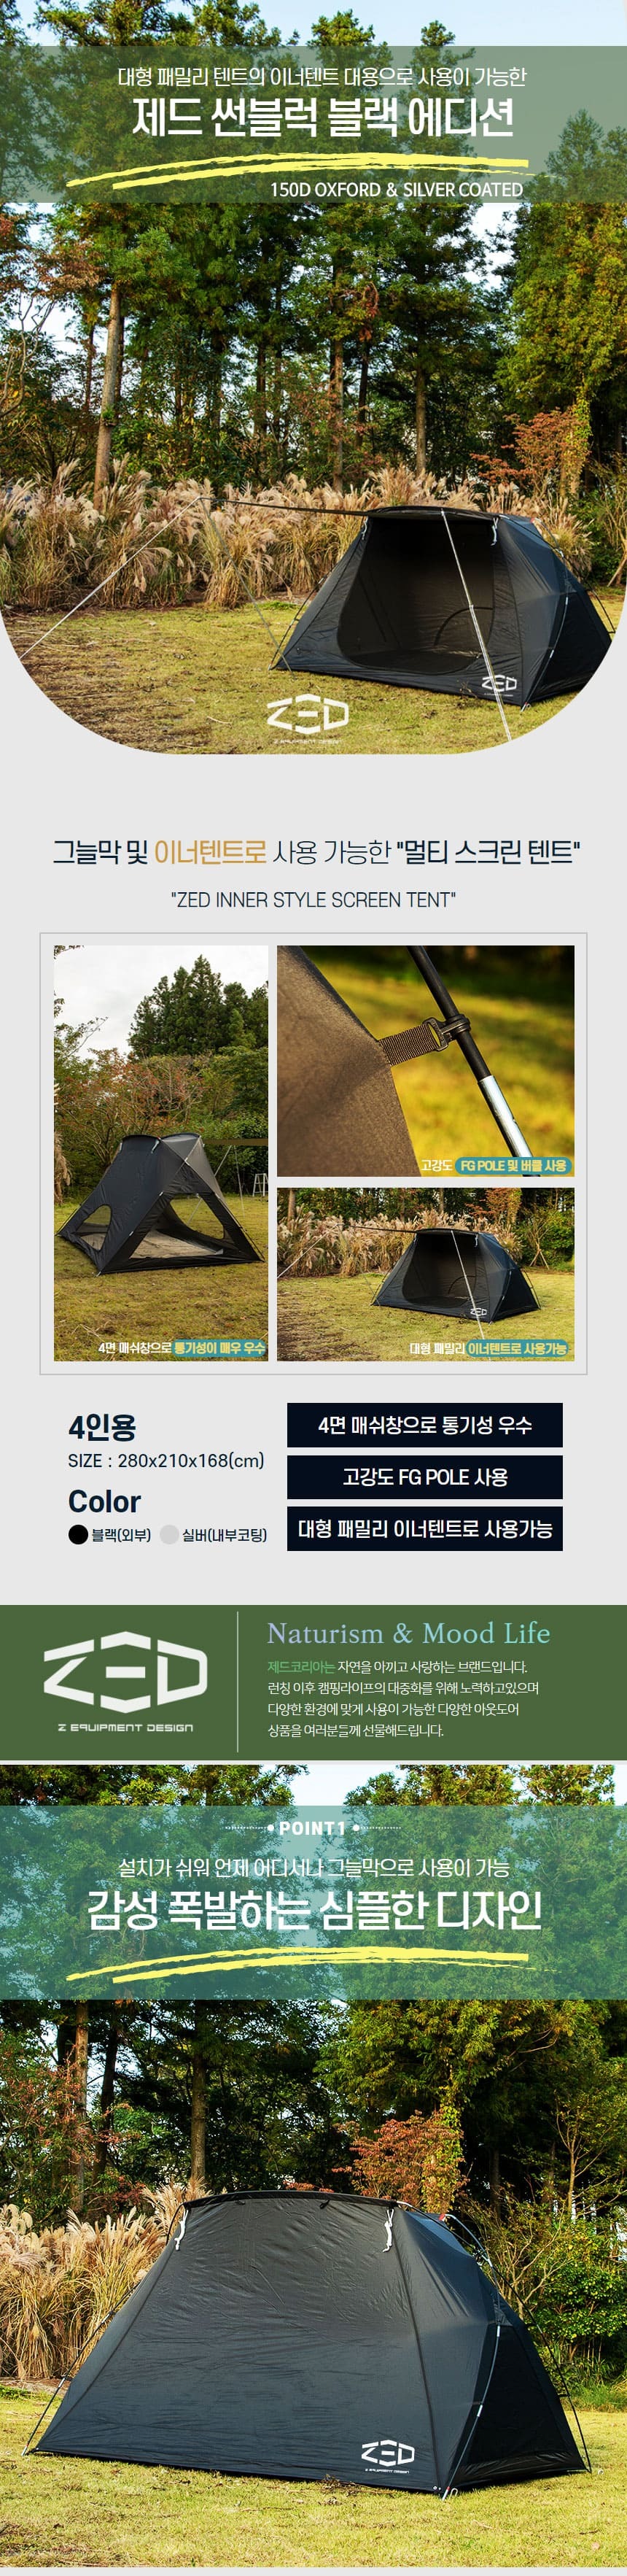 대형 패밀리 텐트의 이너텐트 대용으로 사용이 가능한
제드 썬블럭 블랙 에디션
150D OXFORD & SILVER COATED
ZED
ZED
Z EQUIPMENT DESIGN
그늘막 및 이너텐트로 사용 가능한 "멀티 스크린 텐트"
"ZED INNER STYLE SCREEN TENT"
고강도 FG POLE 및 버클 사용
ZED
4면 매쉬창으로 통기성이 매우 우수
대형 패밀리 이너텐트로 사용가능
4인용
SIZE : 280x210x168(cm)
Color
블랙(외부) 실버(내부코팅)
4면 매쉬창으로 통기성 우수
고강도 FG POLE 사용
대형 패밀리 이너텐트로 사용가능
ZED
Z EQUIPMENT DESIGN
Naturism & Mood Life
제드코리아는 자연을 아끼고 사랑하는 브랜드입니다.
런칭 이후 캠핑라이프의 대중화를 위해 노력하고있으며
다양한 환경에 맞게 사용이 가능한 다양한 아웃도어
상품을 여러분들께 선물해드립니다.
POINT1
설치가 쉬워 언제 어디서나 그늘막으로 사용이 가능
감성 폭발하는 심플한 디자인
ZED
Z EQUIPMENT DESIGN